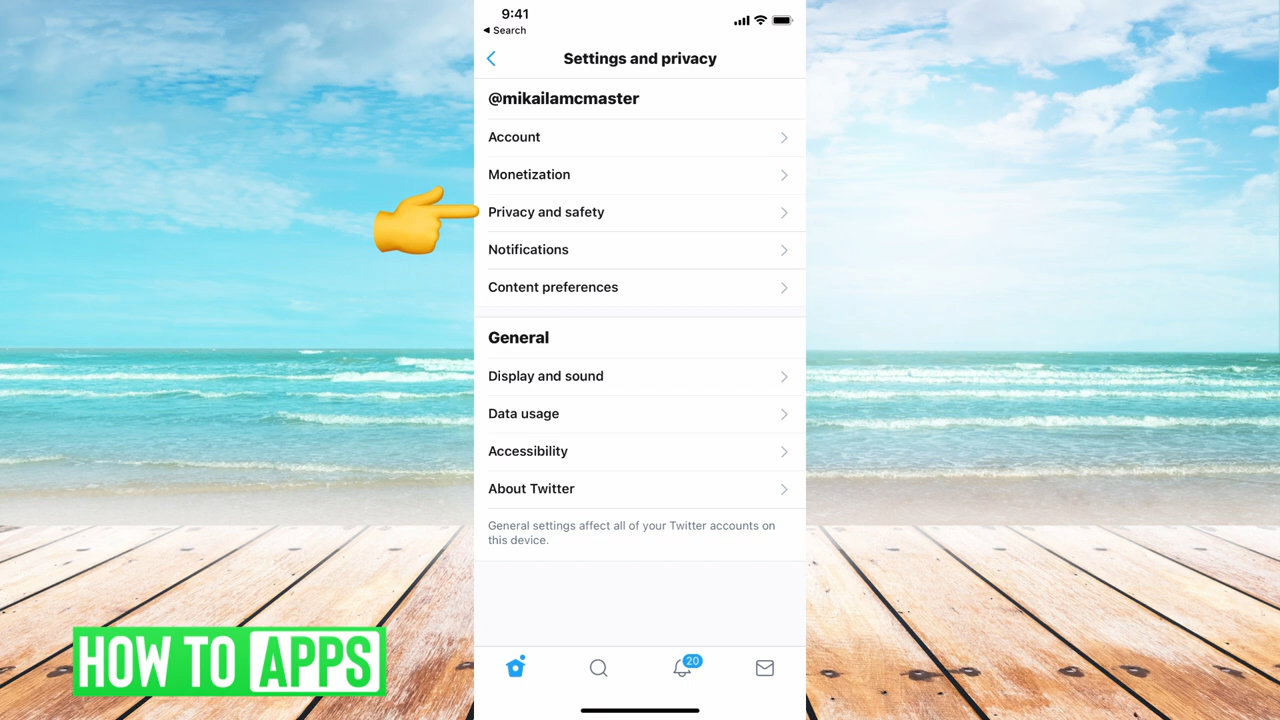 9:41
Search
Settings and privacy
@mikailamcmaster
Account
Monetization
Privacy and safety
Notifications
Content preferences
General
Display and sound
Data usage
Accessibility
About Twitter
General settings affect all of your Twitter accounts on
this device.
20
HOW TO APPS